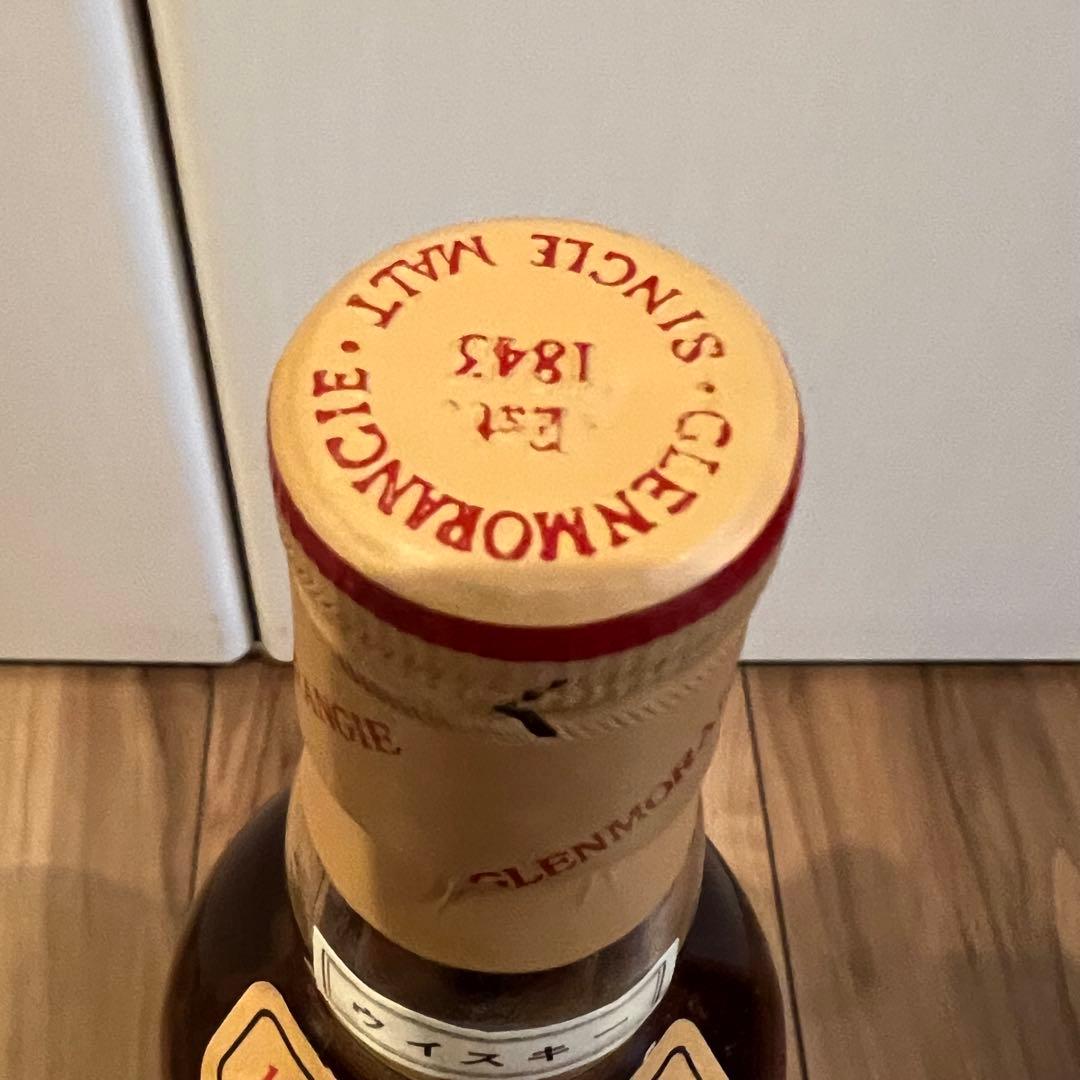 SINGLE MALT · GLENMORANGIE ·
Est.
1843
ANGIE
GLENMORA
ウイスキー